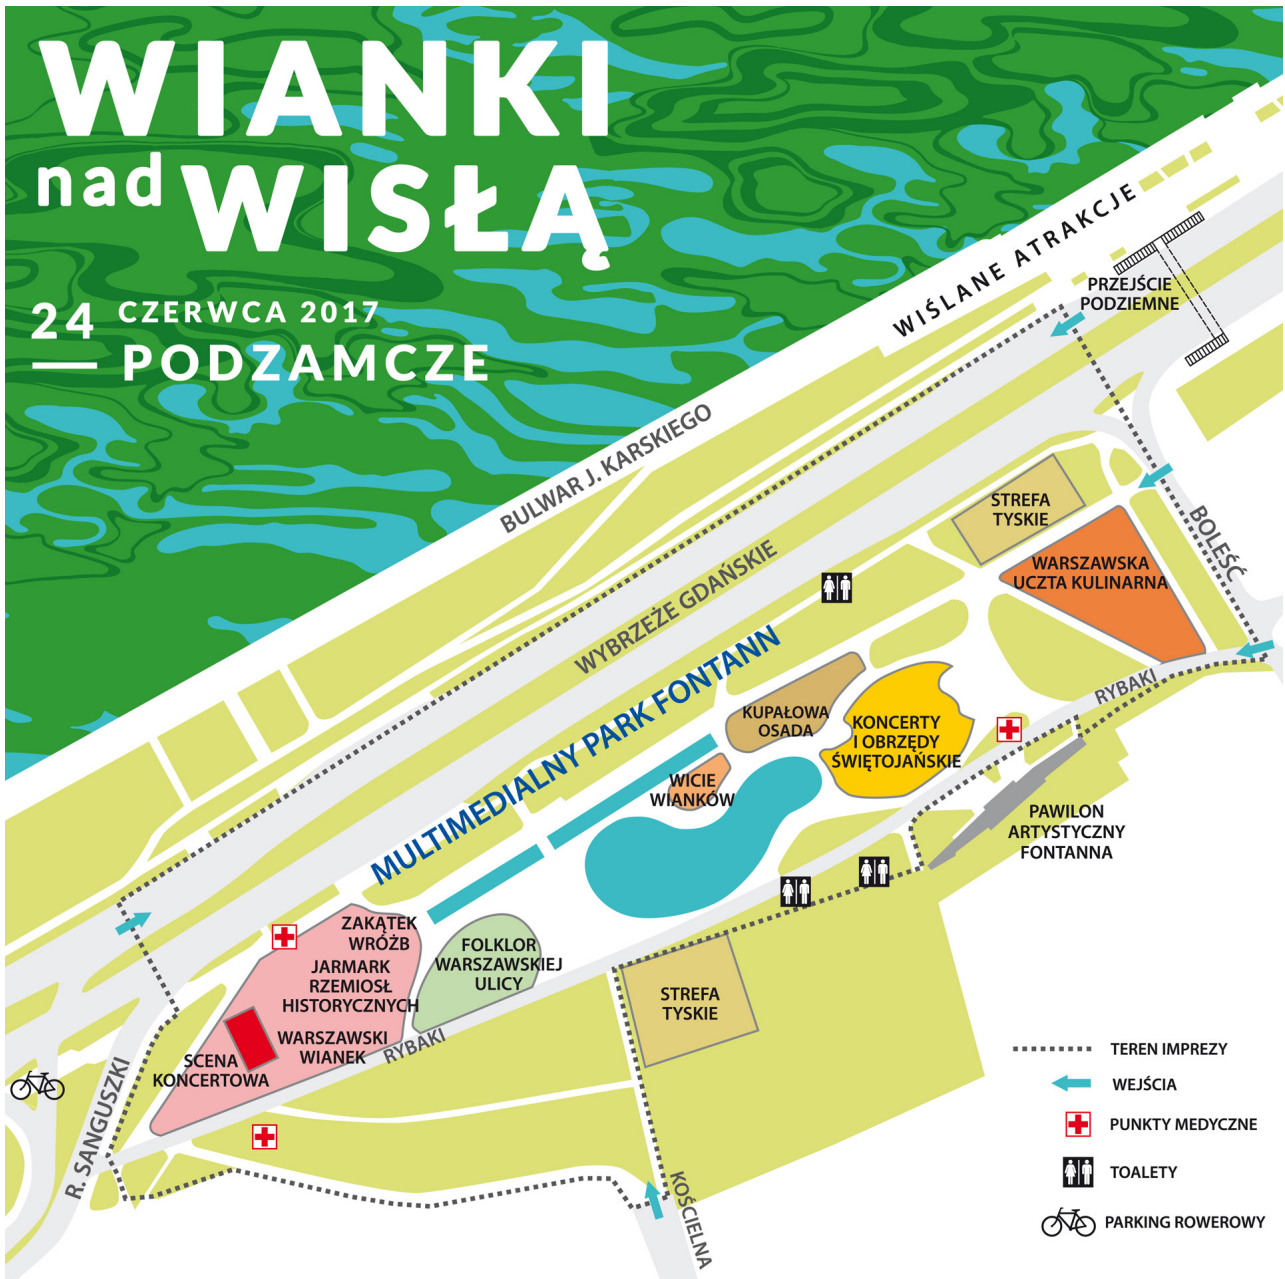 WIANKI
nad WISŁĄ
24 CZERWCA 2017
PODZAMCZE
WIŚLANE ATRAKCJE
PRZEJŚCIE
PODZIEMNE
BULWAR J. KARSKIEGO
WYBRZEŻE GDAŃSKIE
MULTIMEDIALNY PARK FONTANN
STREFA
TYSKIE
BOLEŚĆ
WARSZAWSKA
UCZTA KULINARNA
RYBAKI
KUPAŁOWA
OSADA
KONCERTY
I OBRZĘDY
ŚWIĘTOJAŃSKIE
WICIE
WIANKÓW
PAWILON
ARTYSTYCZNY
FONTANNA
ZAKĄTEK
WRÓŻB
JARMARK
RZEMIOSŁ
HISTORYCZNYCH
WARSZAWSKI
WIANEK
SCENA
KONCERTOWA
FOLKLOR
WARSZAWSKIEJ
ULICY
RYBAKI
STREFA
TYSKIE
R. SANGUSZKI
KOŚCIELNA
TEREN IMPREZY
WEJŚCIA
PUNKTY MEDYCZNE
TOALETY
PARKING ROWEROWY